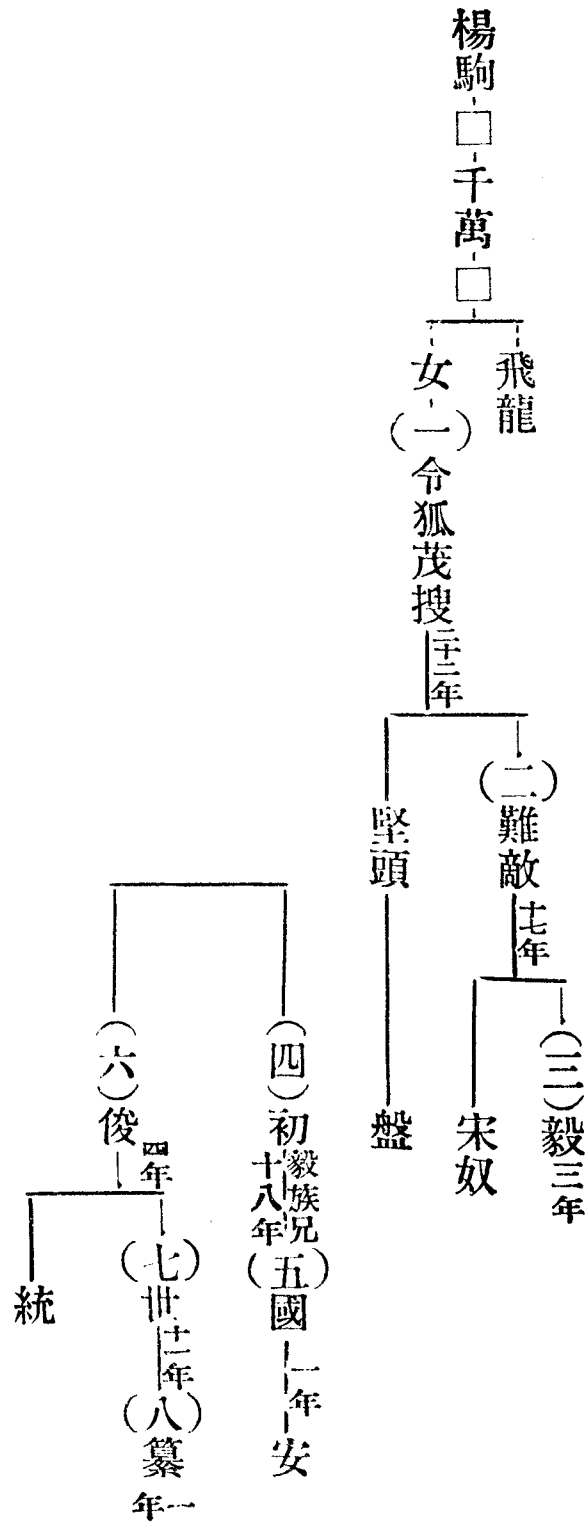 楊駒
□
千萬
□
飛龍
女
(一)令狐茂搜
二十二年
(二)難敵
十七年
堅頭
(三)毅
三年
宋奴
盤
(四)初
毅族兄
十八年
(五)國
一年
安
(六)俊
四年
(七)世
十一年
(八)纂
一年
統